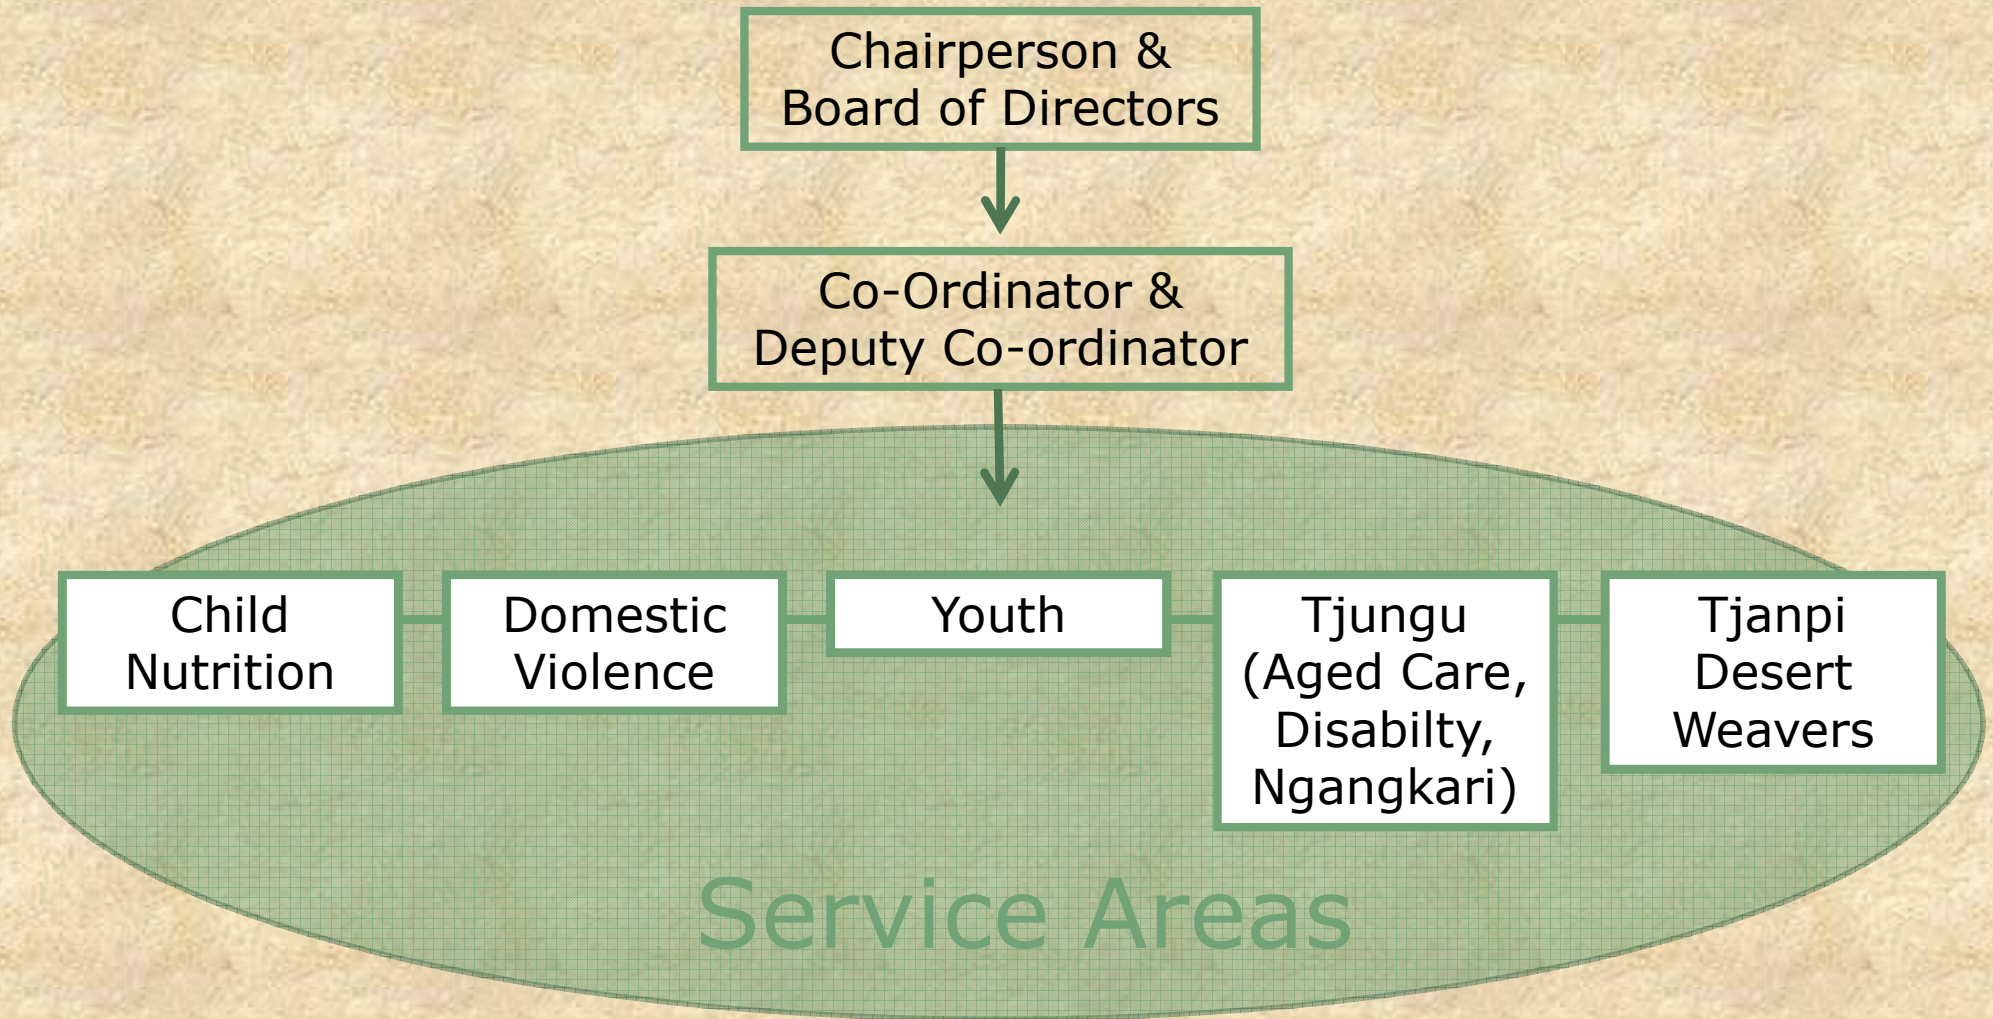 Chairperson &
Board of Directors
Co-Ordinator &
Deputy Co-ordinator
Child
Nutrition
Domestic
Violence
Youth
Tjungu
(Aged Care,
Disabilty,
Ngangkari)
Tjanpi
Desert
Weavers
Service Areas